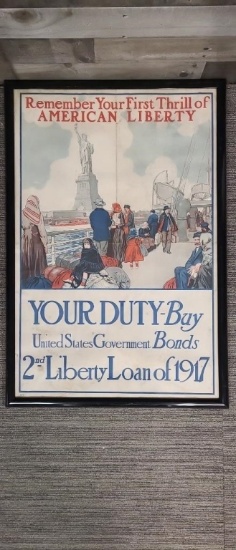 Remember Your First Thrill of
AMERICAN LIBERTY
YOUR DUTY-Buy
United States Government Bonds
2nd Liberty Loan of 1917